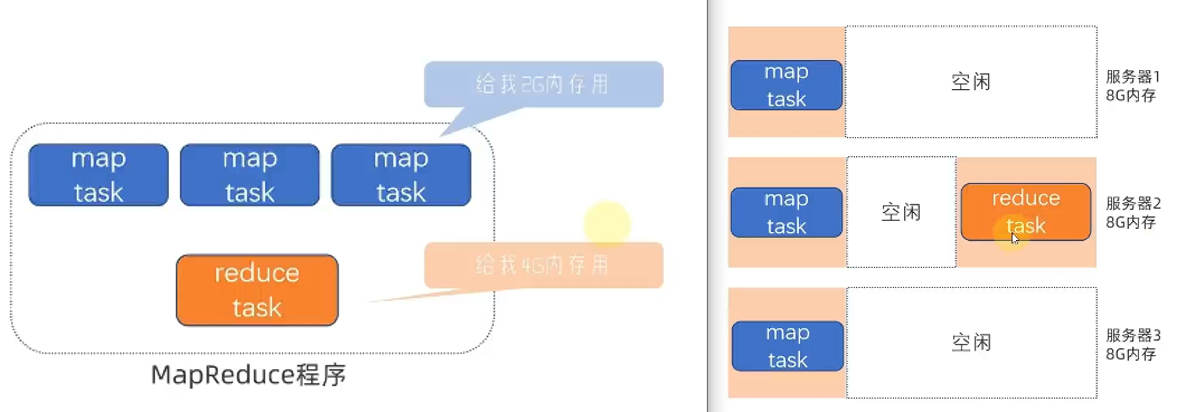 给我2G内存用
map
task
map
task
map
task
给我4G内存用
reduce
task
MapReduce程序
map
task
空闲
服务器1
8G内存
map
task
空闲
reduce
task
服务器2
8G内存
map
task
空闲
服务器3
8G内存